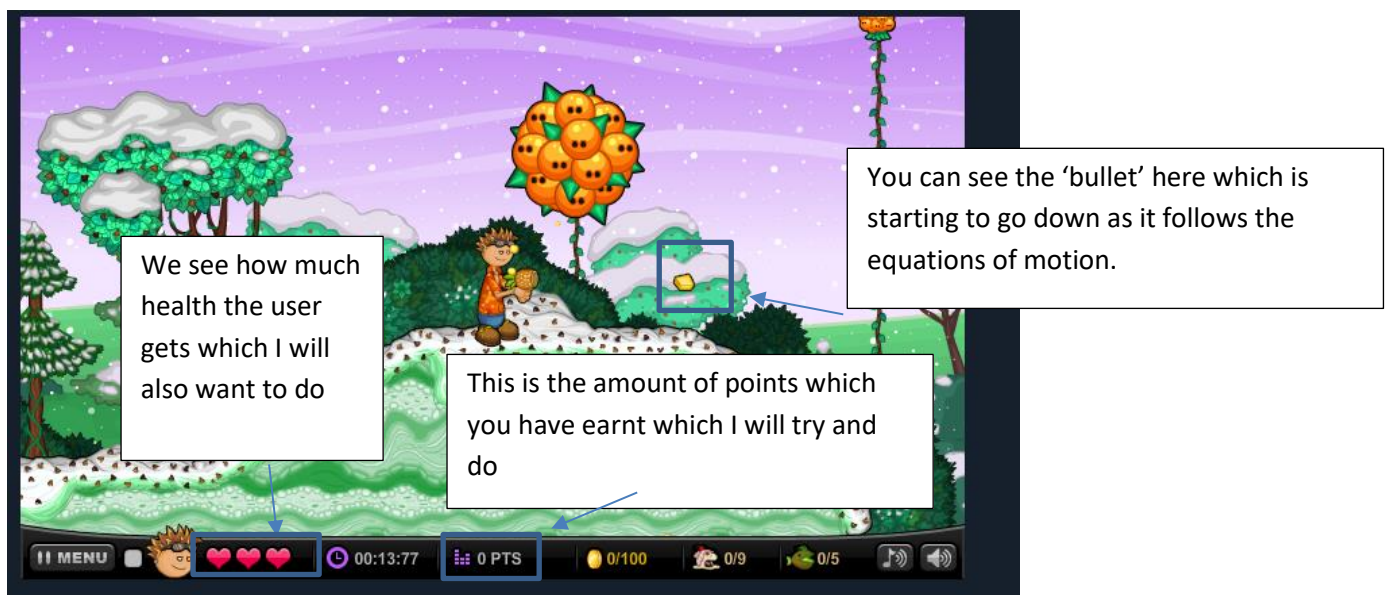 You can see the ‘bullet’ here which is
starting to go down as it follows the
equations of motion.
We see how much
health the user
gets which I will
also want to do
This is the amount of points which
you have earnt which I will try and
do
MENU 00:13:77 0 PTS 0/100 0/9 0/5